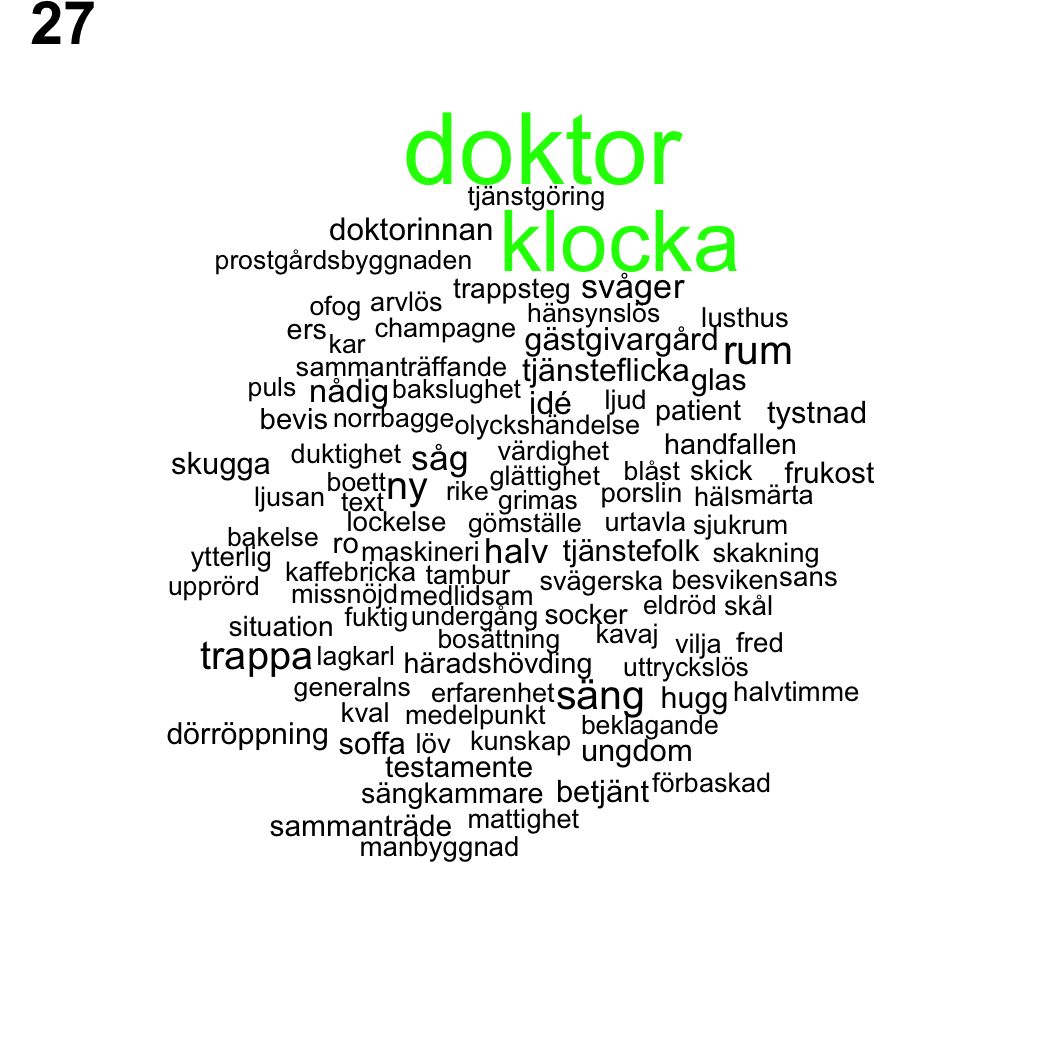 27
doktor
tjänstgöring
doktorinnan klocka
prostgårdsbyggnaden
trappsteg svåger
ofog arvlös hänsynslös lusthus
ers champagne gästgivargård
kar rum
sammanträffande tjänsteflicka glas
puls nådig bakslughet idé ljud patient tystnad
bevis norrbagge olyckshändelse
duktighet såg värdighet handfallen
skugga boett ny rike glättighet blåst skick frukost
ljusan text grimas porslin hälsmärta
lockelse gömställe urtavla sjukrum
bakelse ro maskineri halv tjänstefolk skakning
ytterlig
upprörd kaffebricka tambur svägerska besviken sans
missnöjd medlidsam
fuktig undergång socker eldröd skål
situation bosättning kavaj vilja fred
trappa lagkarl häradshövding uttryckslös
generalns erfarenhet säng hugg halvtimme
kval medelpunkt beklagande
dörröppning soffa löv kunskap ungdom
testamente
sängkammare betjänt förbaskad
sammanträde mattighet
manbyggnad